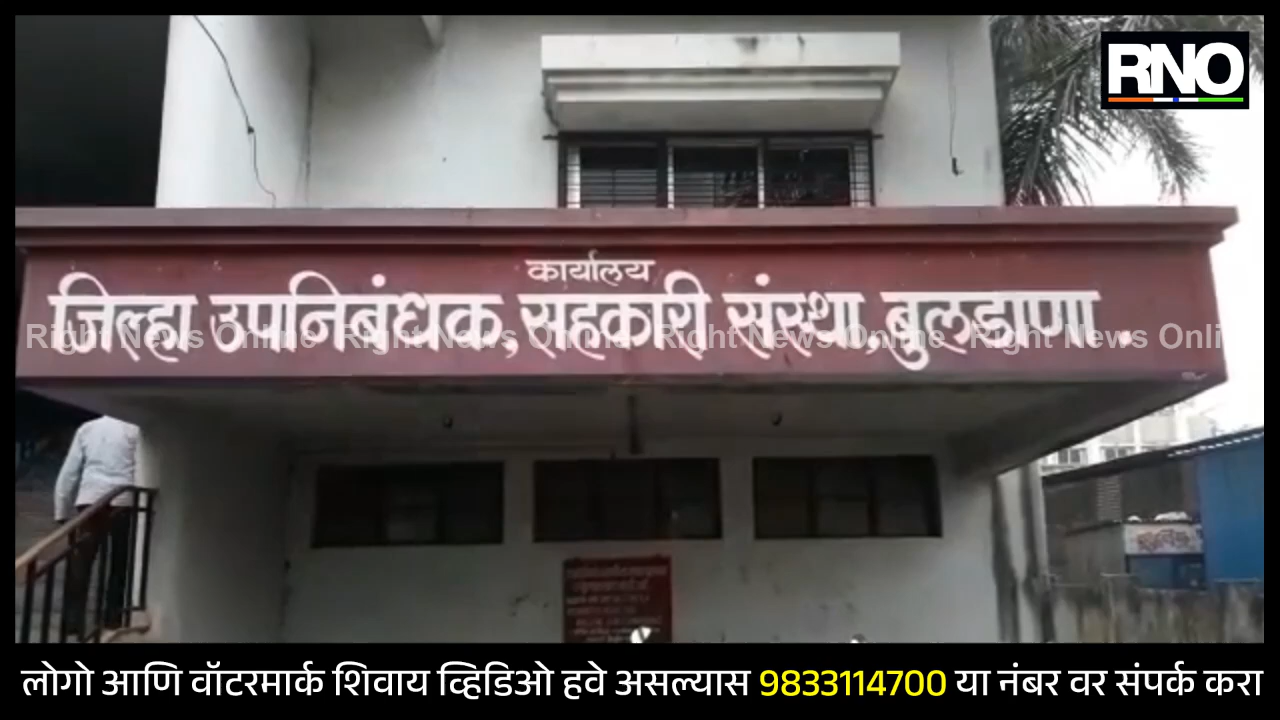 RNO
कार्यालय
जिल्हा उपनिबंधक, सहकारी संस्था, बुलडाणा .
Right News Online Right News Online Right News Online Right News Onli
लोगो आणि वॉटरमार्क शिवाय व्हिडिओ हवे असल्यास 9833114700 या नंबर वर संपर्क करा